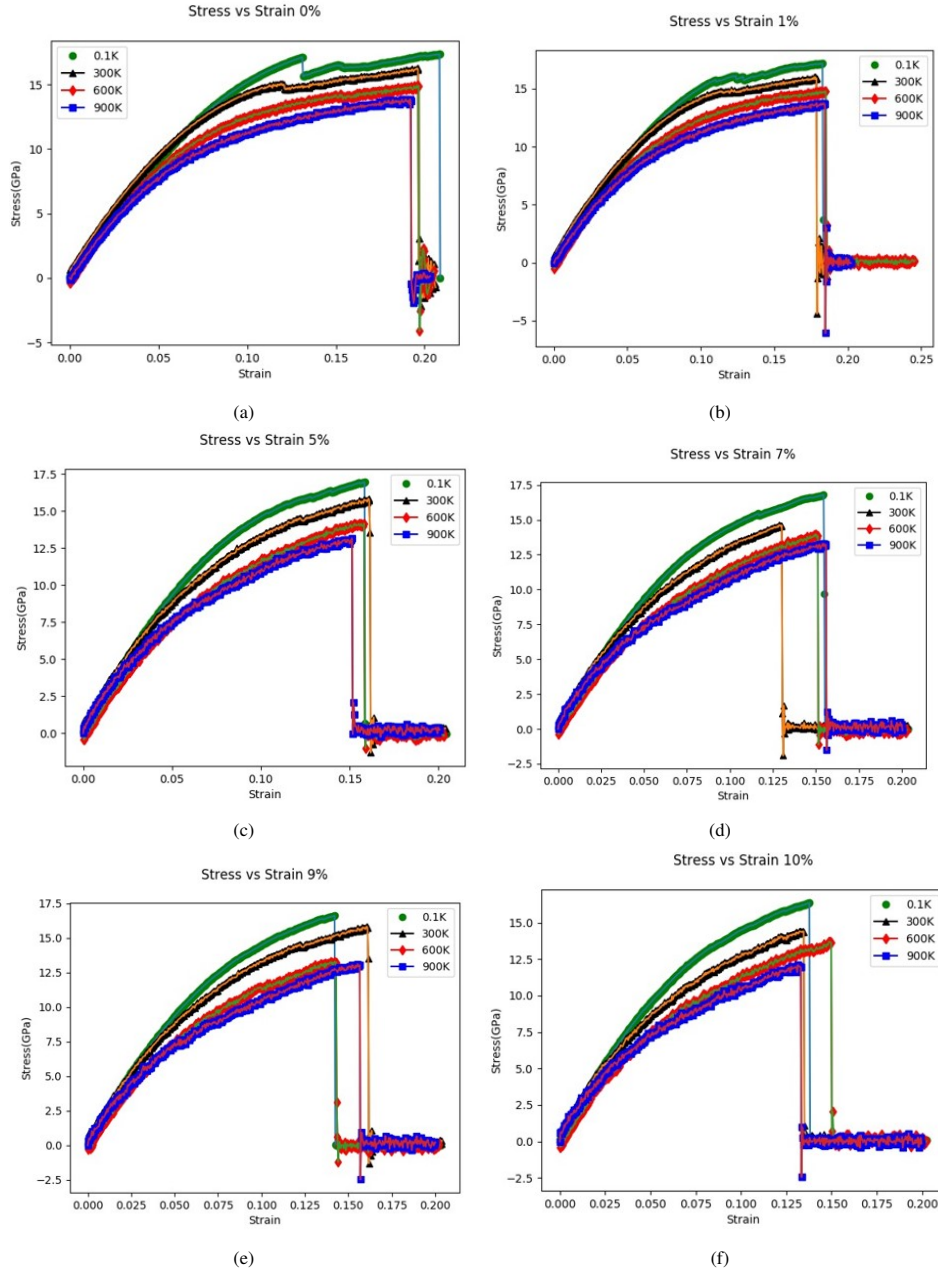 Stress vs Strain 0%
0.1K
300K
600K
900K
Stress(GPa)
15
10
5
0
−5
0.00 0.05 0.10 0.15 0.20
Strain
(a)
Stress vs Strain 1%
0.1K
300K
600K
900K
Stress(GPa)
15
10
5
0
−5
0.00 0.05 0.10 0.15 0.20 0.25
Strain
(b)
Stress vs Strain 5%
0.1K
300K
600K
900K
Stress(GPa)
17.5
15.0
12.5
10.0
7.5
5.0
2.5
0.0
0.00 0.05 0.10 0.15 0.20
Strain
(c)
Stress vs Strain 7%
0.1K
300K
600K
900K
Stress(GPa)
17.5
15.0
12.5
10.0
7.5
5.0
2.5
0.0
−2.5
0.000 0.025 0.050 0.075 0.100 0.125 0.150 0.175 0.200
Strain
(d)
Stress vs Strain 9%
0.1K
300K
600K
900K
Stress(GPa)
17.5
15.0
12.5
10.0
7.5
5.0
2.5
0.0
−2.5
0.000 0.025 0.050 0.075 0.100 0.125 0.150 0.175 0.200
Strain
(e)
Stress vs Strain 10%
0.1K
300K
600K
900K
Stress(GPa)
15.0
12.5
10.0
7.5
5.0
2.5
0.0
−2.5
0.000 0.025 0.050 0.075 0.100 0.125 0.150 0.175 0.200
Strain
(f)